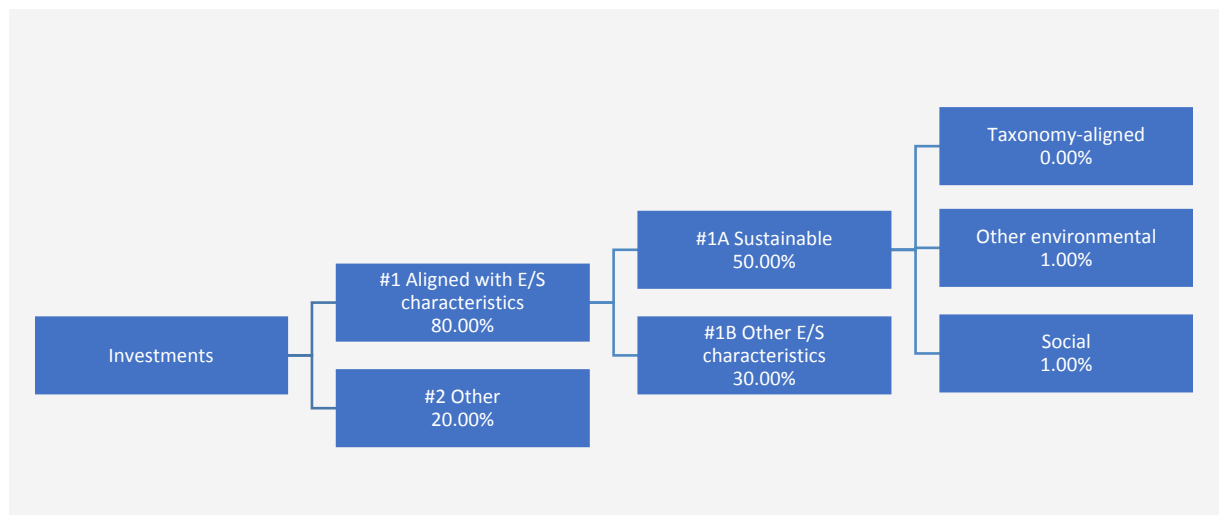 Investments
#1 Aligned with E/S
characteristics
80.00%
#2 Other
20.00%
#1A Sustainable
50.00%
#1B Other E/S
characteristics
30.00%
Taxonomy-aligned
0.00%
Other environmental
1.00%
Social
1.00%